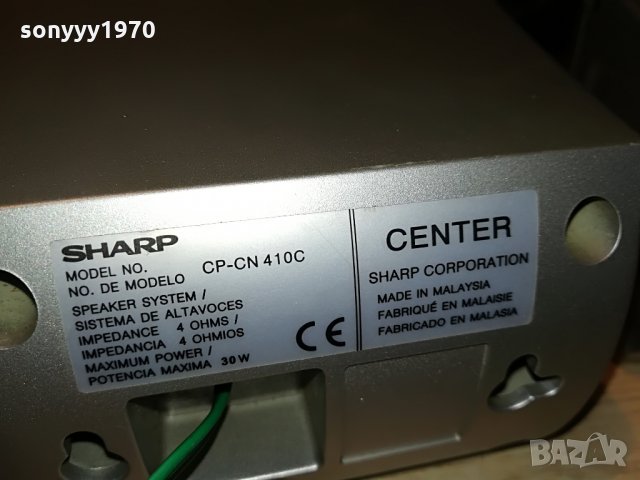 sonyyy1970
SHARP
MODEL NO.
NO. DE MODELO CP-CN 410C
SPEAKER SYSTEM /
SISTEMA DE ALTAVOCES
IMPEDANCE 4 OHMS /
IMPEDANCIA 4 OHMIOS
MAXIMUM POWER /
POTENCIA MAXIMA 30 W
CE
CENTER
SHARP CORPORATION
MADE IN MALAYSIA
FABRIQUÉ EN MALAISIE
FABRICADO EN MALASIA
BAZAR